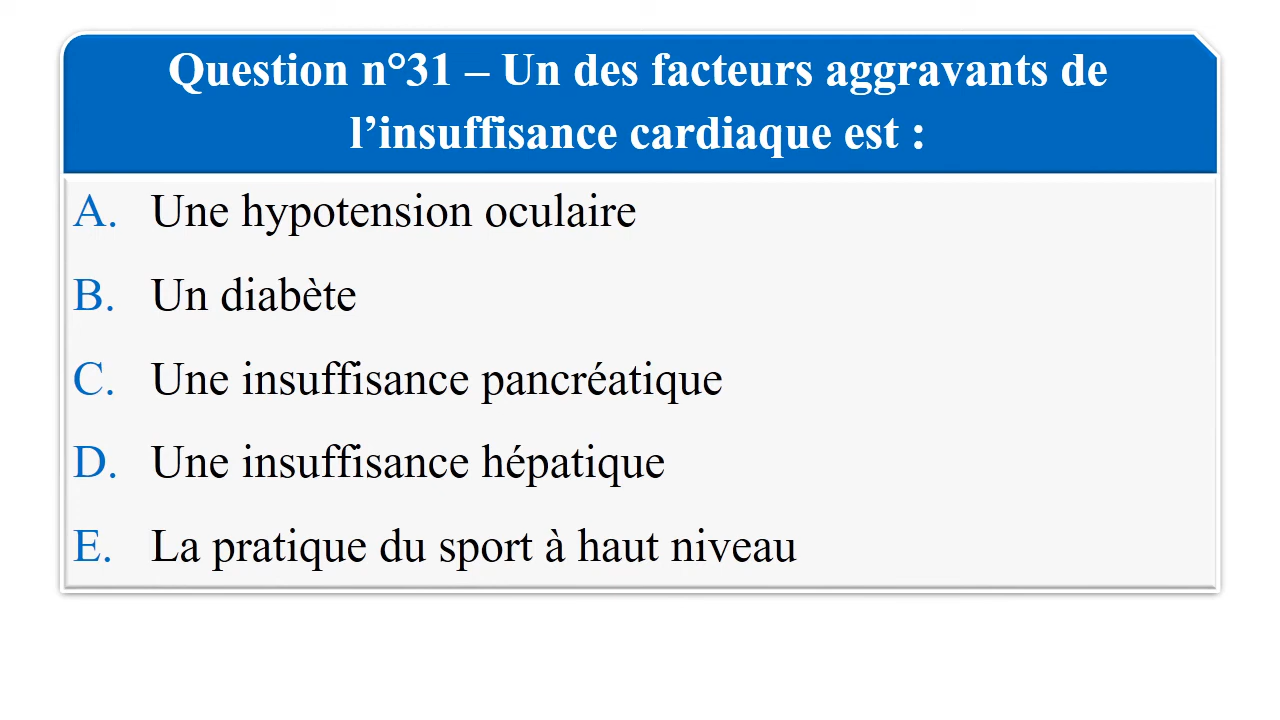 Question n°31 – Un des facteurs aggravants de
l’insuffisance cardiaque est :
A. Une hypotension oculaire
B. Un diabète
C. Une insuffisance pancréatique
D. Une insuffisance hépatique
E. La pratique du sport à haut niveau